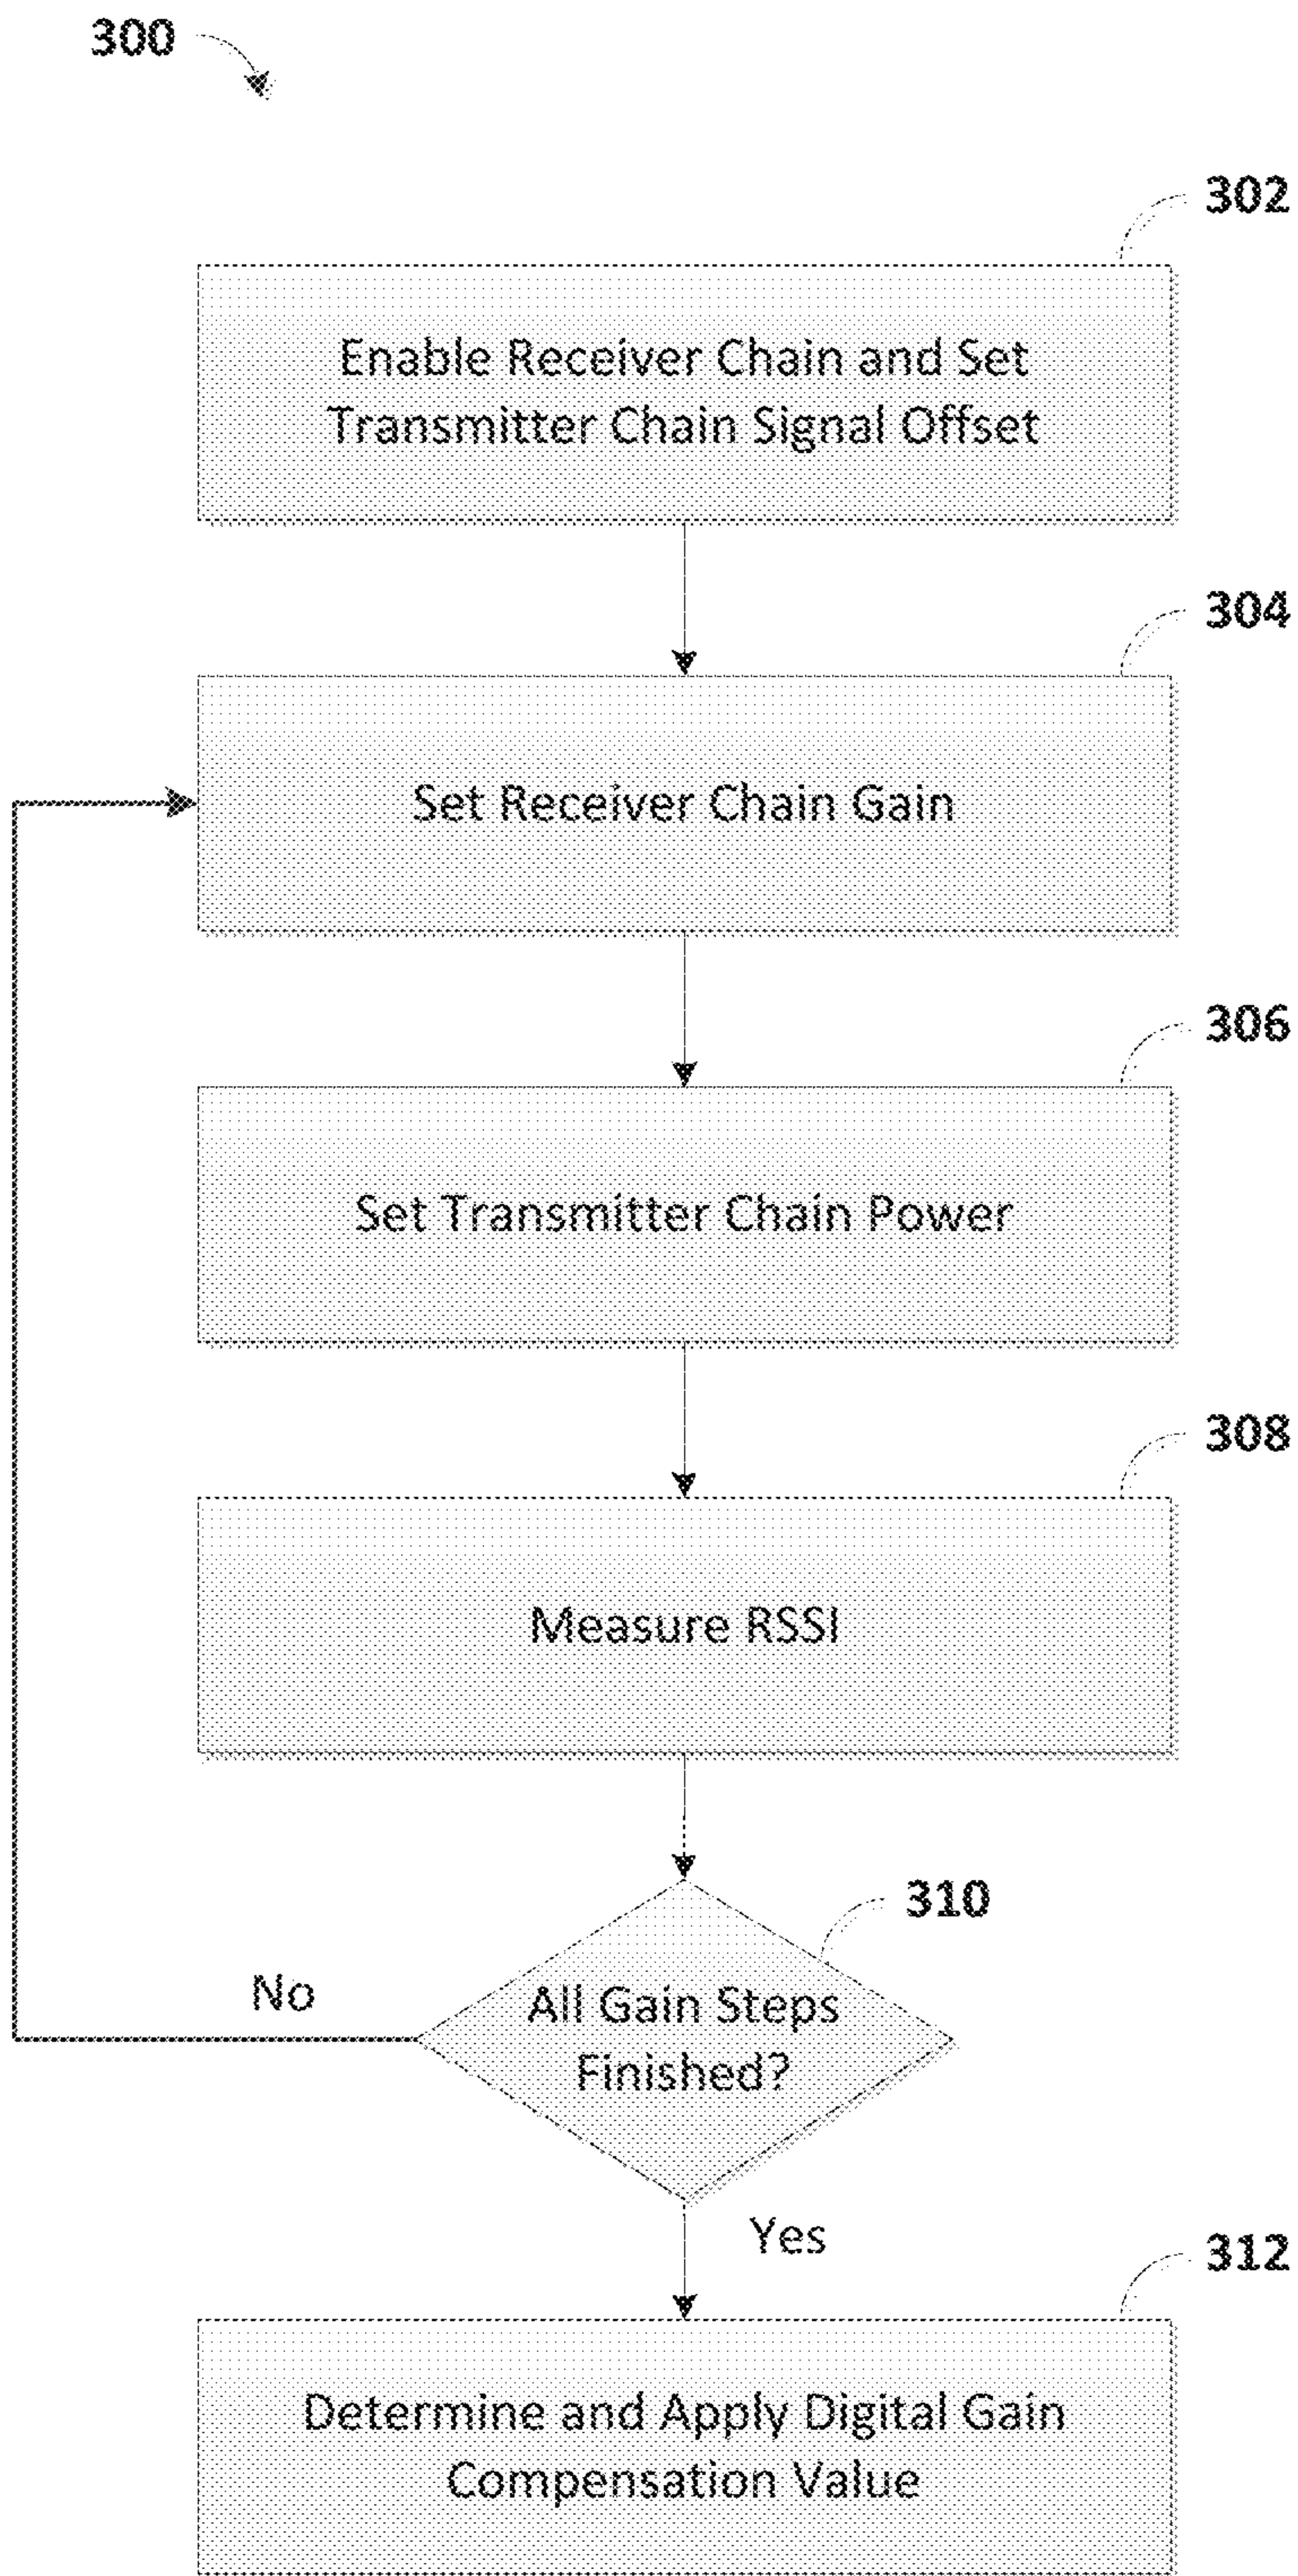 300
302
Enable Receiver Chain and Set
Transmitter Chain Signal Offset
304
Set Receiver Chain Gain
306
Set Transmitter Chain Power
308
Measure RSSI
310
All Gain Steps
Finished?
No
Yes
312
Determine and Apply Digital Gain
Compensation Value